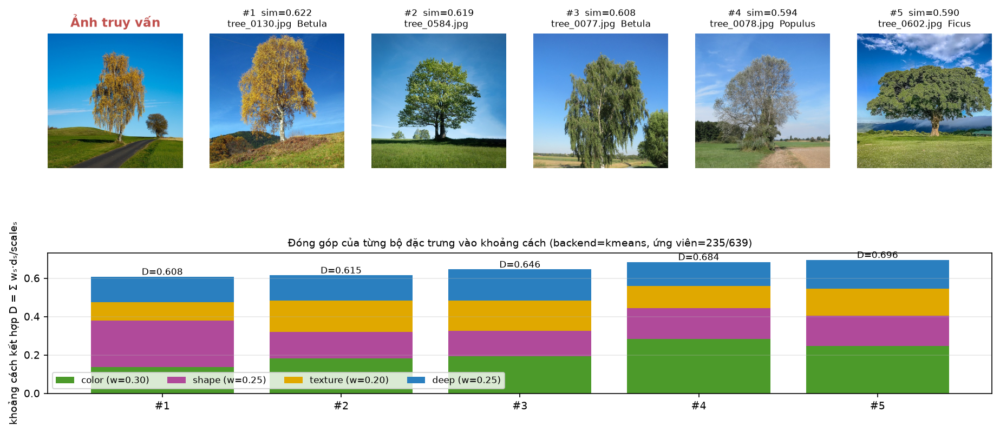 Ảnh truy vấn
#1  sim=0.622
tree_0130.jpg  Betula
#2  sim=0.619
tree_0584.jpg
#3  sim=0.608
tree_0077.jpg  Betula
#4  sim=0.594
tree_0078.jpg  Populus
#5  sim=0.590
tree_0602.jpg  Ficus
Đóng góp của từng bộ đặc trưng vào khoảng cách (backend=kmeans, ứng viên=235/639)
khoảng cách kết hợp D = Σ wₛ·dₛ/scaleₛ
0.6
0.4
0.2
0.0
D=0.608
D=0.615
D=0.646
D=0.684
D=0.696
color (w=0.30)
shape (w=0.25)
texture (w=0.20)
deep (w=0.25)
#1
#2
#3
#4
#5